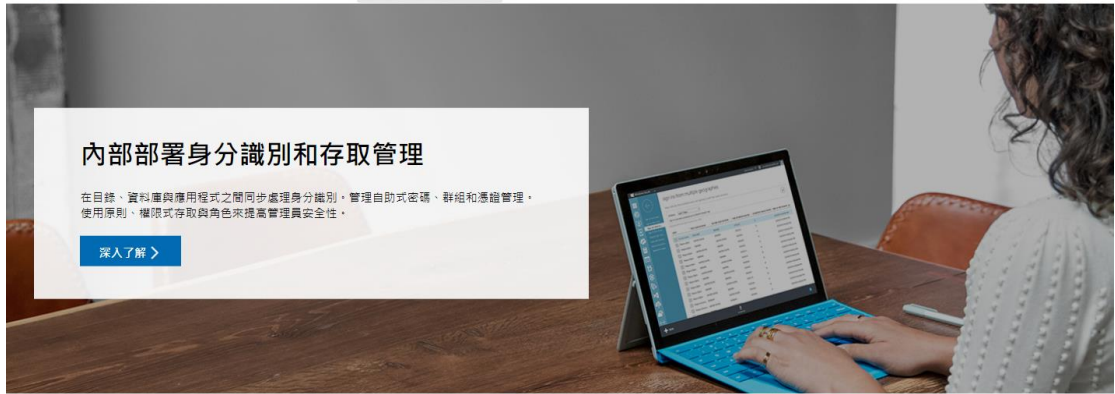 內部部署身分識別和存取管理
在目錄、資料庫與應用程式之間同步處理身分識別。管理自助式密碼、群組和憑證管理。
使用原則、權限式存取與角色來提高管理員安全性。
深入了解